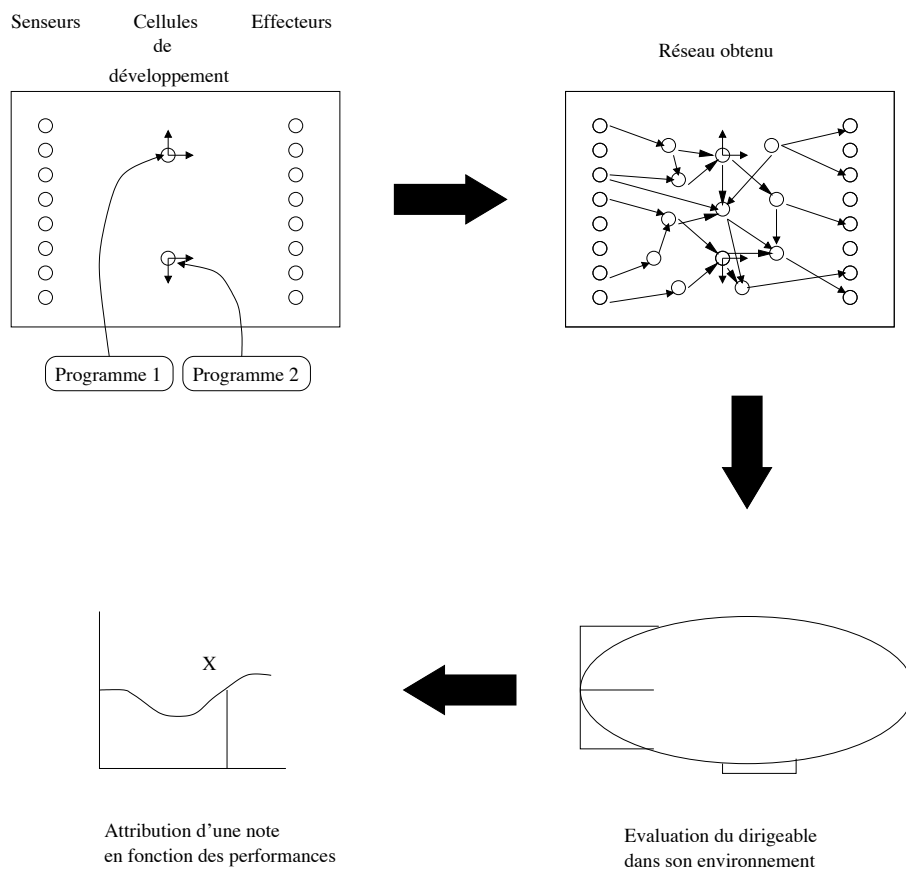 Senseurs
Cellules
de
développement
Effecteurs
Réseau obtenu
Programme 1
Programme 2
X
Attribution d'une note
en fonction des performances
Evaluation du dirigeable
dans son environnement